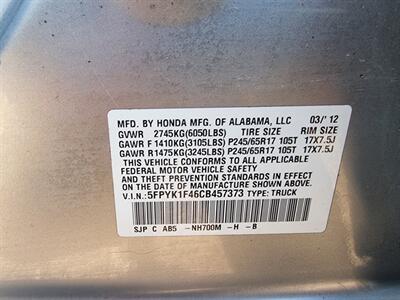 MFD. BY HONDA MFG. OF ALABAMA, LLC 03/'12
GVWR 2745KG(6050LBS) TIRE SIZE RIM SIZE
GAWR F 1410KG(3105LBS) P245/65R17 105T 17X7.5J
GAWR R1475KG(3245LBS) P245/65R17 105T 17X7.5J
THIS VEHICLE CONFORMS TO ALL APPLICABLE
FEDERAL MOTOR VEHICLE SAFETY
AND THEFT PREVENTION STANDARDS IN EFFECT ON
THE DATE OF MANUFACTURE SHOWN ABOVE.
V.I.N.: 5FPYK1F46CB457373 TYPE: TRUCK
SJP C AB5 -NH700M -H -B